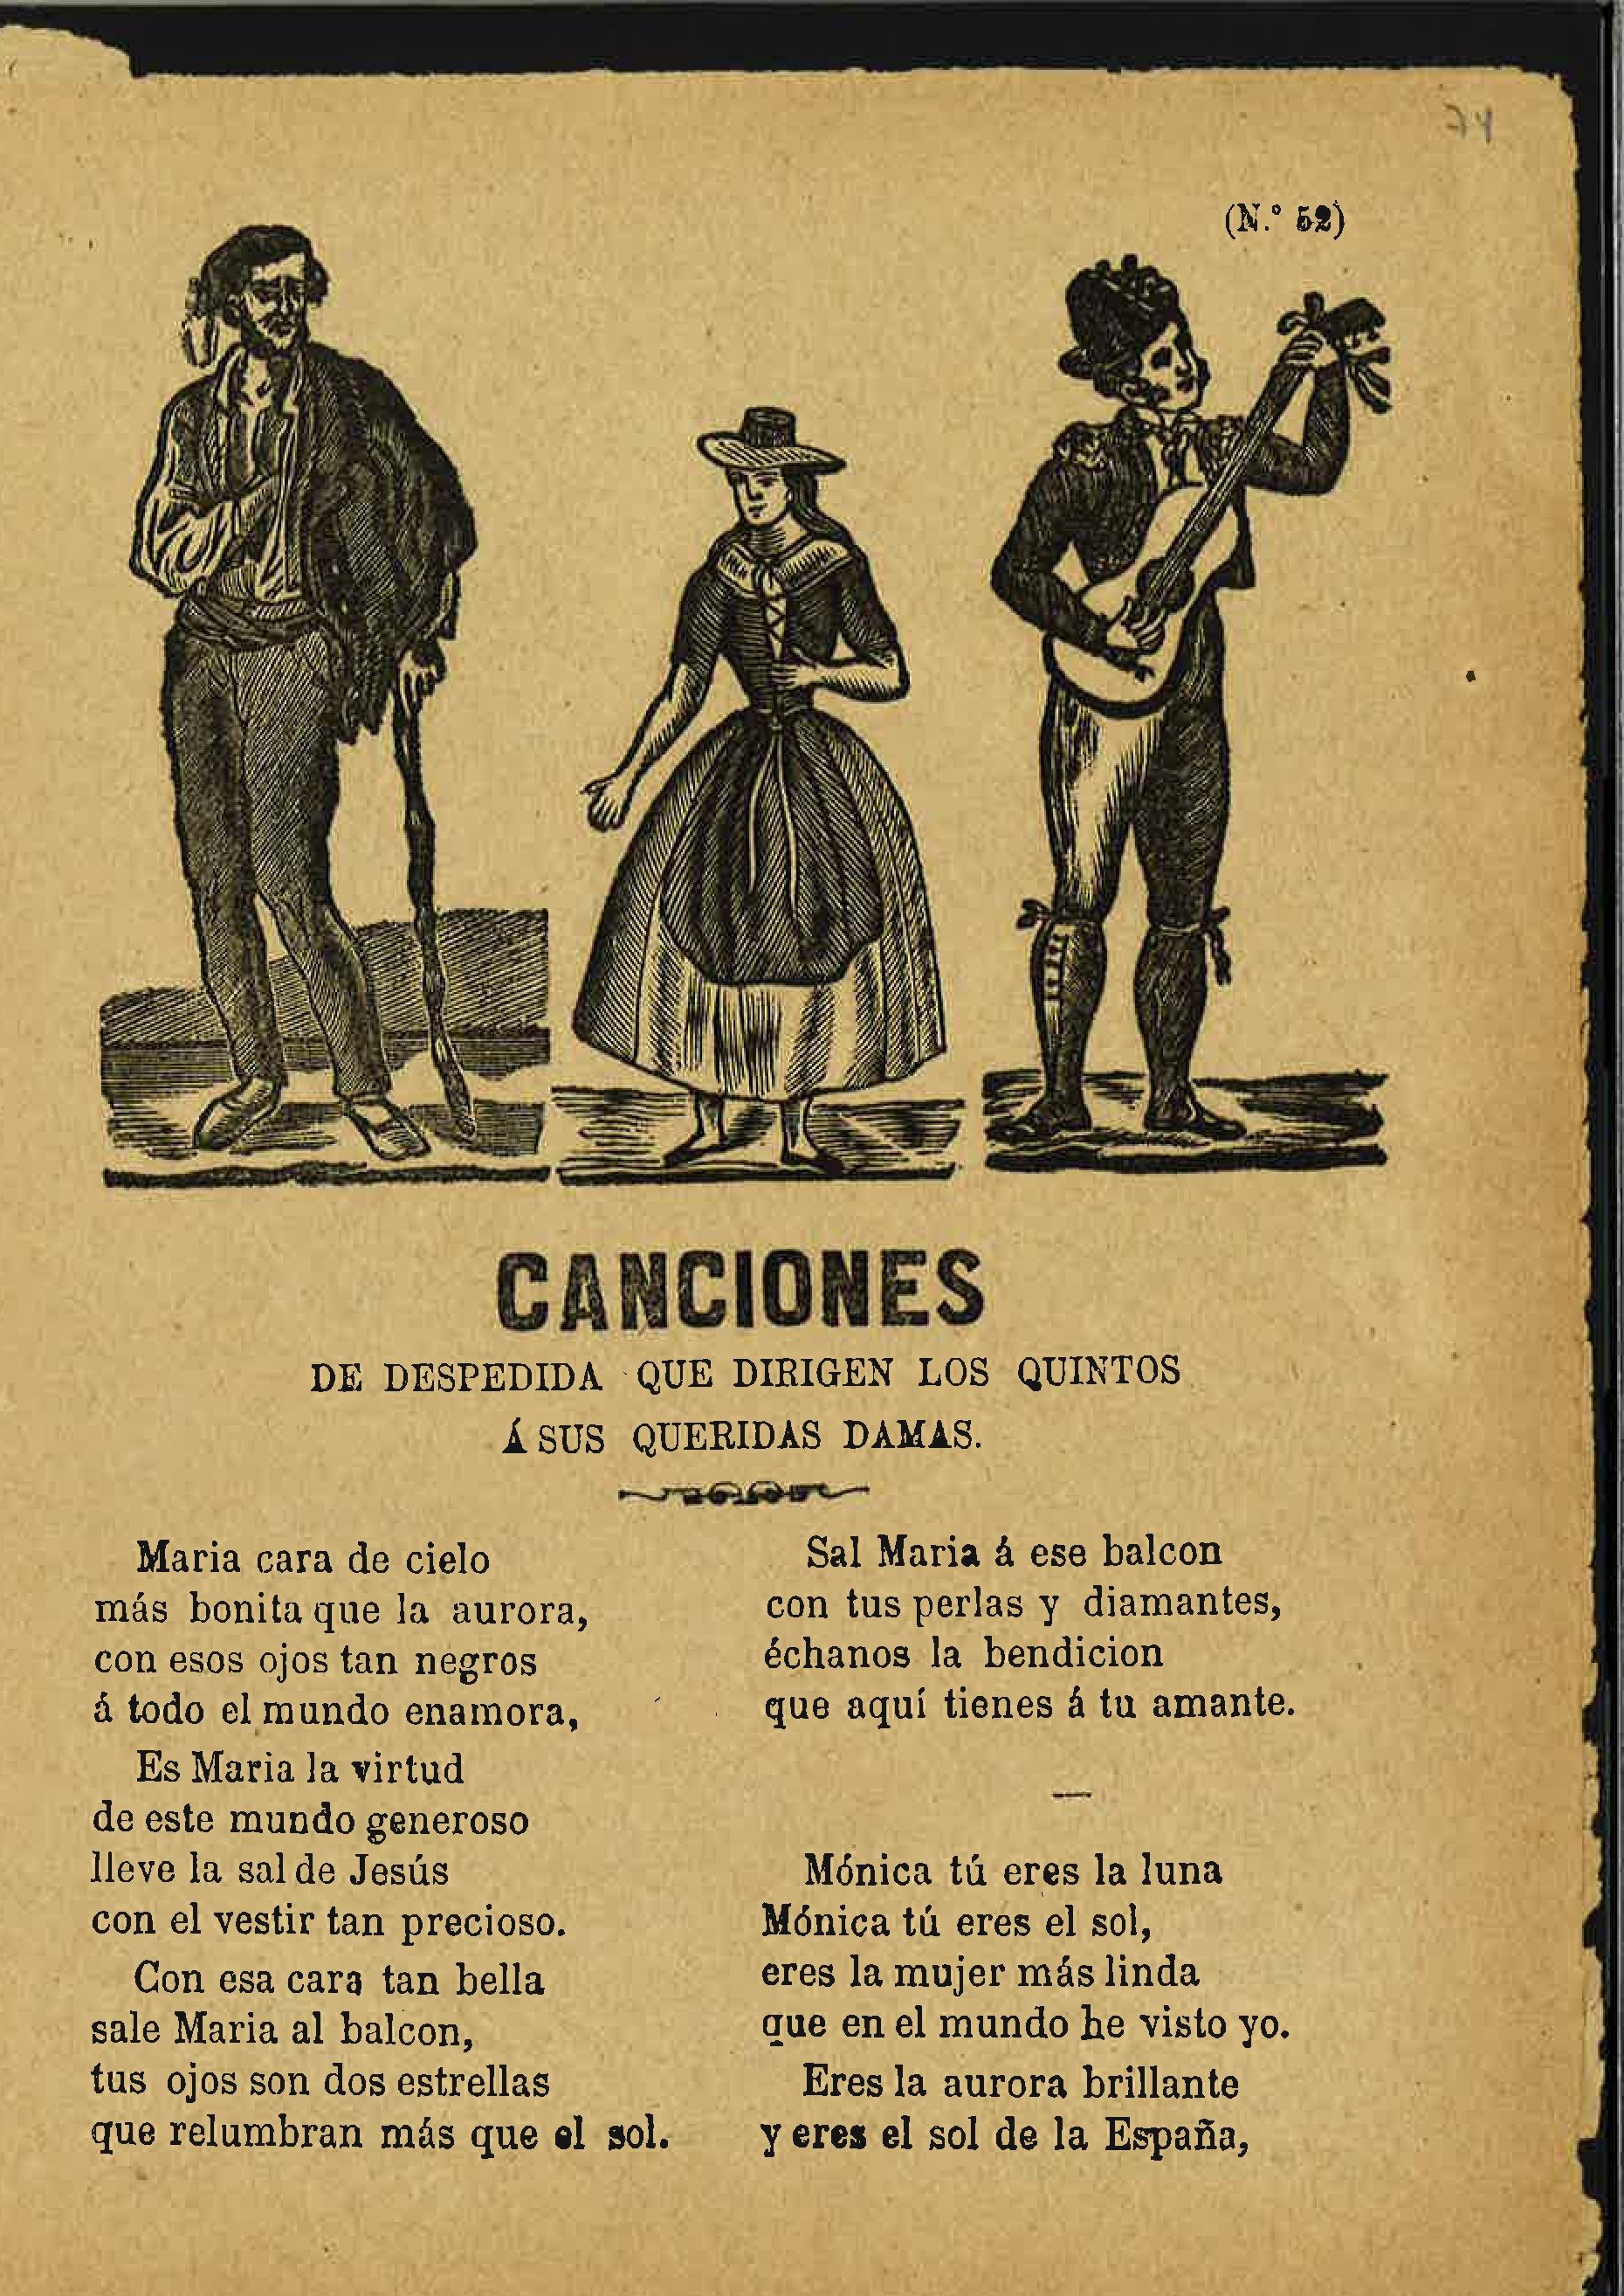 74
(N.º 52)
CANCIONES
DE DESPEDIDA QUE DIRIGEN LOS QUINTOS
Á SUS QUERIDAS DAMAS.
Maria cara de cielo
más bonita que la aurora,
con esos ojos tan negros
á todo el mundo enamora,
Es Maria la virtud
de este mundo generoso
lleve la sal de Jesús
con el vestir tan precioso.
Con esa cara tan bella
sale Maria al balcon,
tus ojos son dos estrellas
que relumbran más que el sol.
Sal Maria á ese balcon
con tus perlas y diamantes,
échanos la bendicion
que aquí tienes á tu amante.
Mónica tú eres la luna
Mónica tú eres el sol,
eres la mujer más linda
que en el mundo he visto yo.
Eres la aurora brillante
y eres el sol de la España,